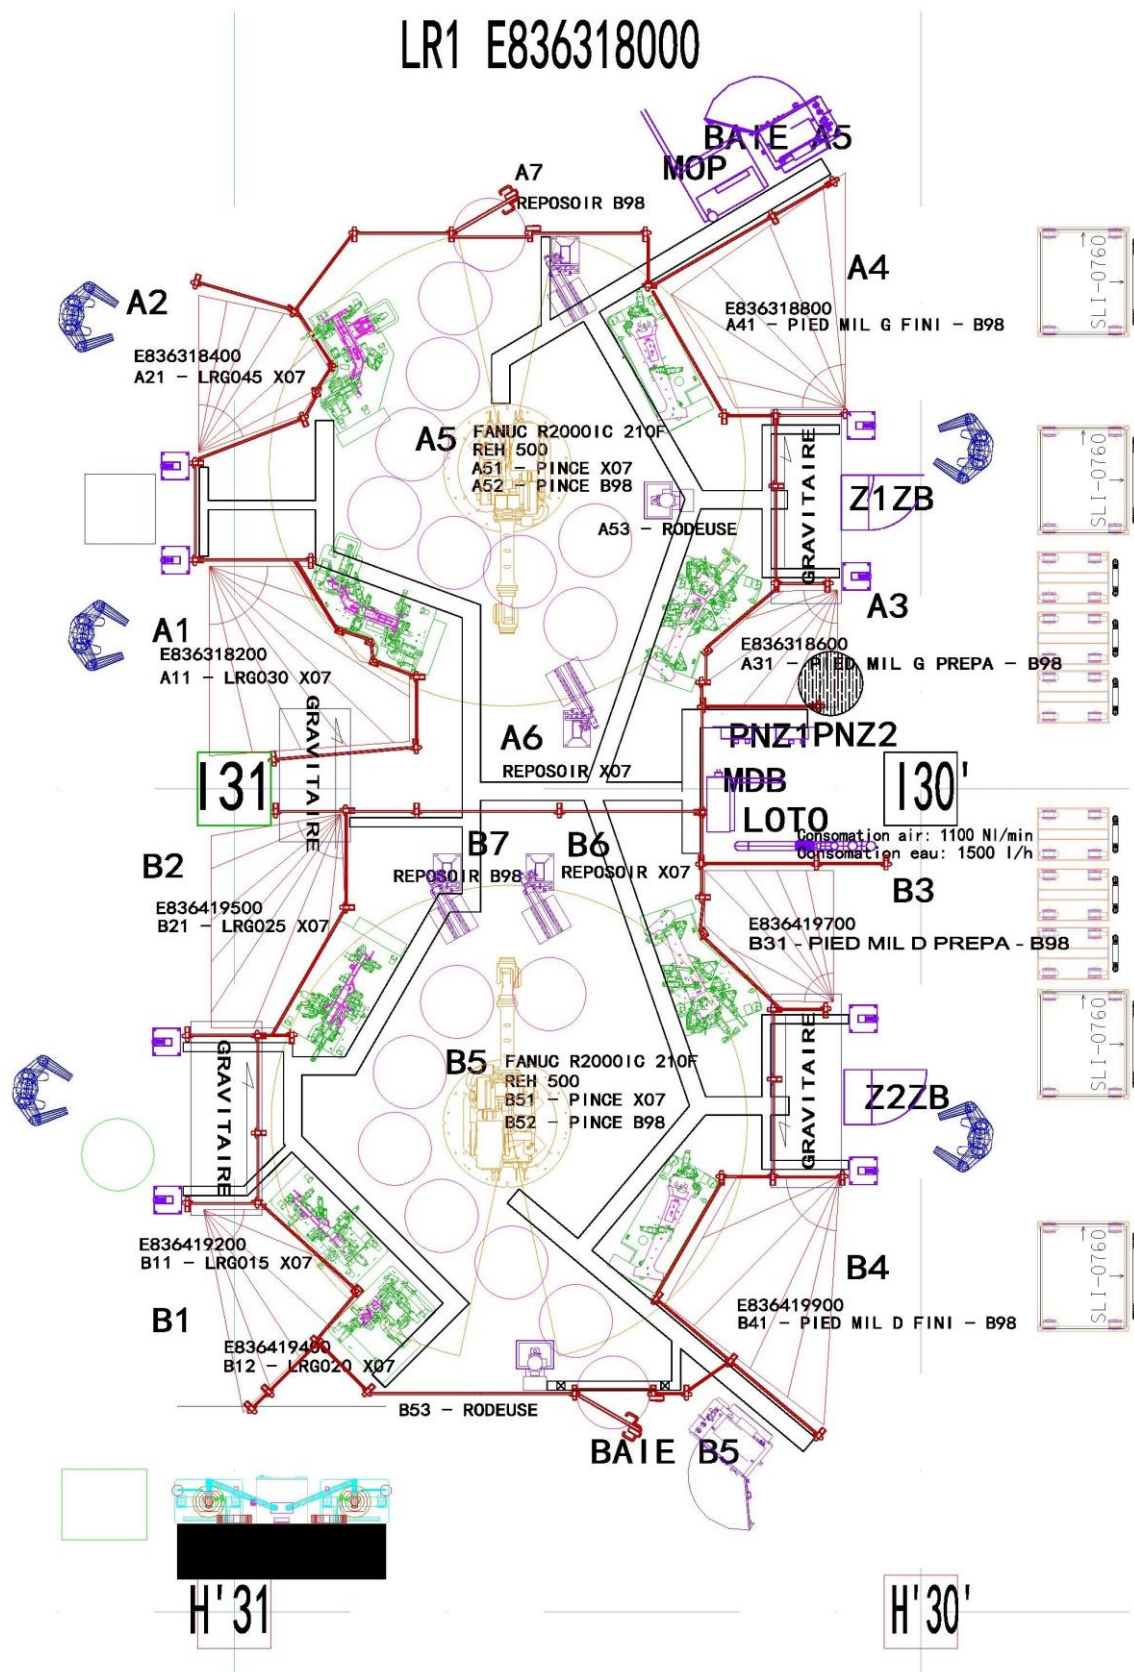 LR1 E836318000
BAIE A5
MOP
A7
REPOSOIR B98
A2
E836318400
A21 - LRG045 X07
A4
E836318800
A41 - PIED MIL G FINI - B98
SLI-0760
A5
FANUC R2000IC 210F
REH 500
A51 - PINCE X07
A52 - PINCE B98
A53 - RODEUSE
GRAVITAIRE
Z1ZB
SLI-0760
A1
E836318200
A11 - LRG030 X07
A3
E836318600
A31 - PIED MIL G PREPA - B98
GRAVITAIRE
A6
REPOSOIR X07
PNZ1PNZ2
MDB
LOTO
I31
I30'
Consomation air: 1100 Nl/min
Consomation eau: 1500 l/h
B2
E836419500
B21 - LRG025 X07
B7
REPOSOIR B98
B6
REPOSOIR X07
B3
E836419700
B31 - PIED MIL D PREPA - B98
GRAVITAIRE
B5
FANUC R2000IC 210F
REH 500
B51 - PINCE X07
B52 - PINCE B98
GRAVITAIRE
Z2ZB
SLI-0760
E836419200
B11 - LRG015 X07
B1
E836419400
B12 - LRG020 X07
B4
E836419900
B41 - PIED MIL D FINI - B98
SLI-0760
B53 - RODEUSE
BAIE B5
H'31
H'30'